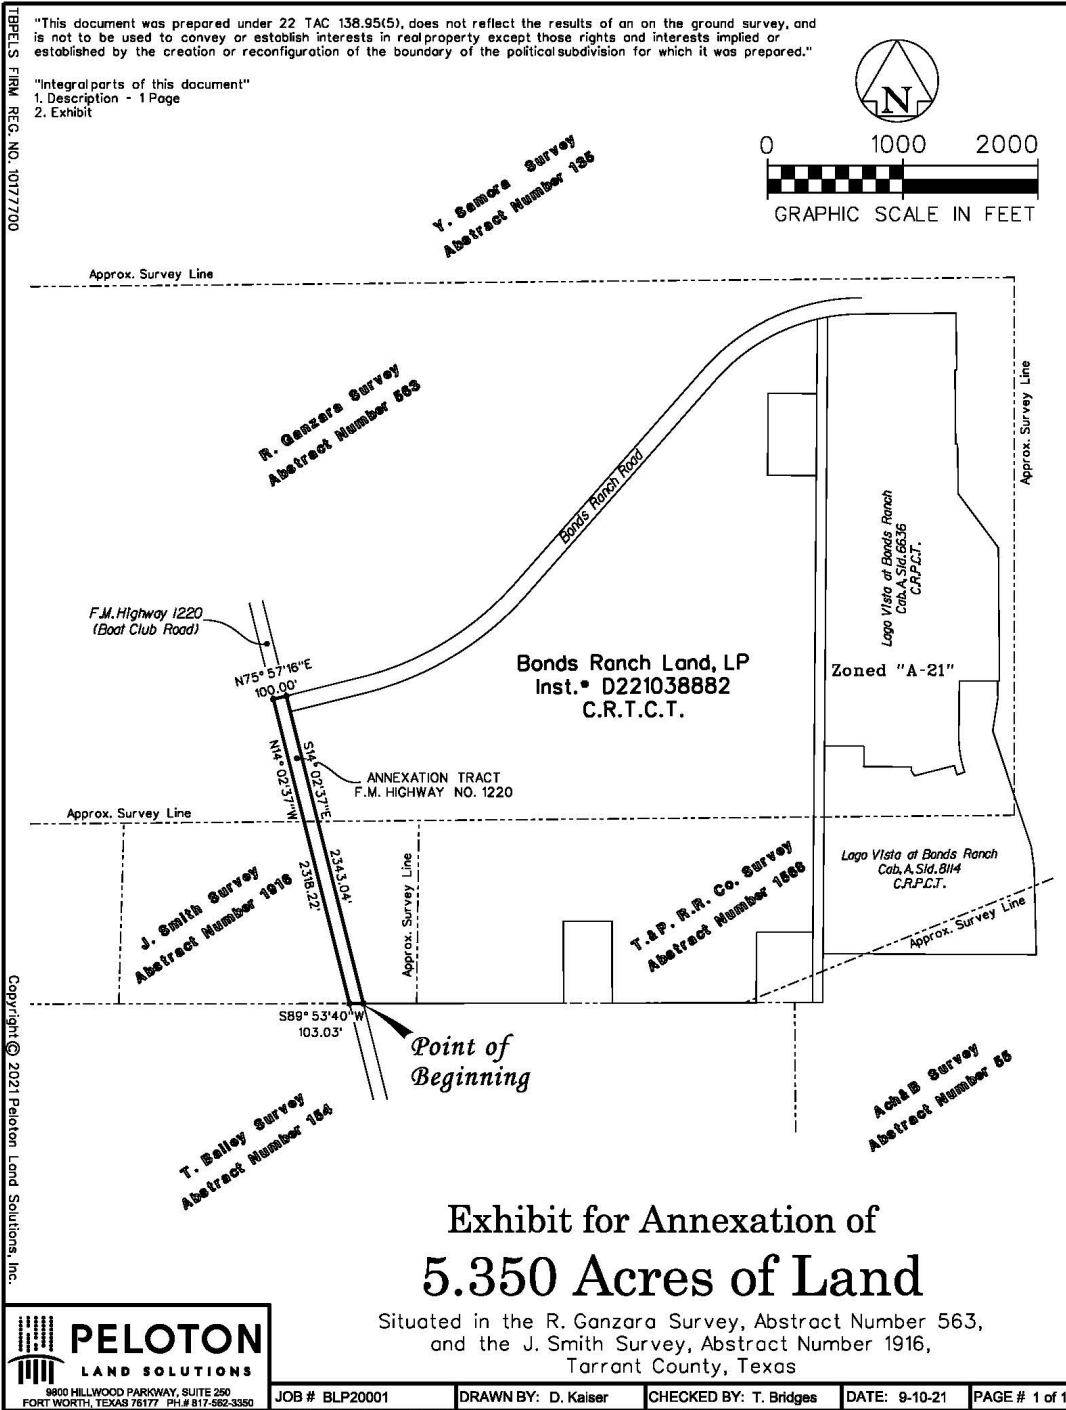 "This document was prepared under 22 TAC 138.95(5), does not reflect the results of an on the ground survey, and
is not to be used to convey or establish interests in real property except those rights and interests implied or
established by the creation or reconfiguration of the boundary of the political subdivision for which it was prepared."
"Integral parts of this document"
1. Description - 1 Page
2. Exhibit
TBPELS FIRM REG. NO. 10177700
N
0 1000 2000
GRAPHIC SCALE IN FEET
Y. Samora Survey
Abstract Number 135
Approx. Survey Line
R. Ganzara Survey
Abstract Number 563
Approx. Survey Line
Bonds Ranch Road
Lago Vista at Bonds Ranch
Cab. A, Sld. 6636
C.R.P.C.T.
F.M. Highway 1220
(Boat Club Road)
N75° 57'16"E
100.00'
Bonds Ranch Land, LP
Inst.# D221038882
C.R.T.C.T.
Zoned "A-21"
N14° 02'37"W
2318.22'
S14° 02'37"E
2343.04'
ANNEXATION TRACT
F.M. HIGHWAY NO. 1220
Approx. Survey Line
J. Smith Survey
Abstract Number 1916
Approx. Survey Line
T.&P. R.R. Co. Survey
Abstract Number 1568
Lago Vista at Bonds Ranch
Cab. A, Sld. 8114
C.R.P.C.T.
Approx. Survey Line
S89° 53'40"W
103.03'
Point of
Beginning
T. Bailey Survey
Abstract Number 154
Ach&B Survey
Abstract Number 55
Copyright © 2021 Peloton Land Solutions, Inc.
Exhibit for Annexation of
5.350 Acres of Land
Situated in the R. Ganzara Survey, Abstract Number 563,
and the J. Smith Survey, Abstract Number 1916,
Tarrant County, Texas
PELOTON
LAND SOLUTIONS
9800 HILLWOOD PARKWAY, SUITE 250
FORT WORTH, TEXAS 76177 PH.# 817-562-3350
JOB # BLP20001 DRAWN BY: D. Kaiser CHECKED BY: T. Bridges DATE: 9-10-21 PAGE # 1 of 1